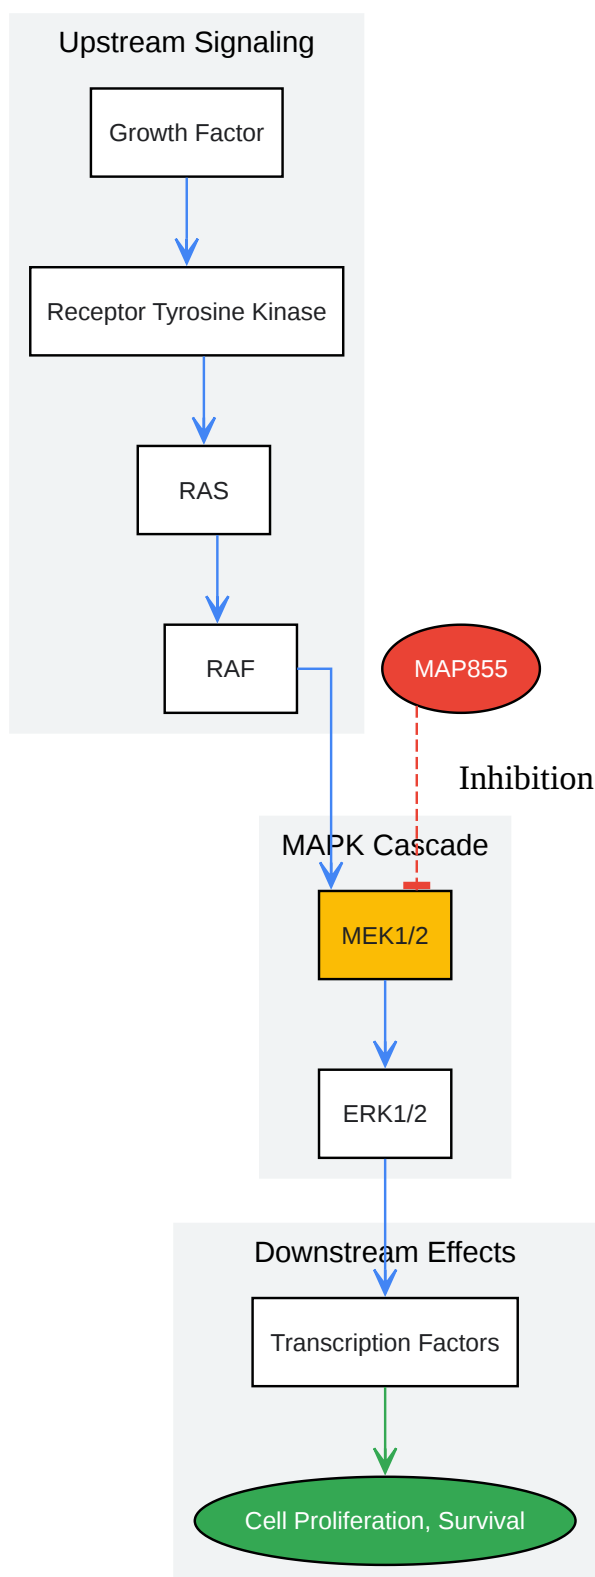 Upstream Signaling
Growth Factor
Receptor Tyrosine Kinase
RAS
RAF
MAP855
Inhibition
MAPK Cascade
MEK1/2
ERK1/2
Downstream Effects
Transcription Factors
Cell Proliferation, Survival